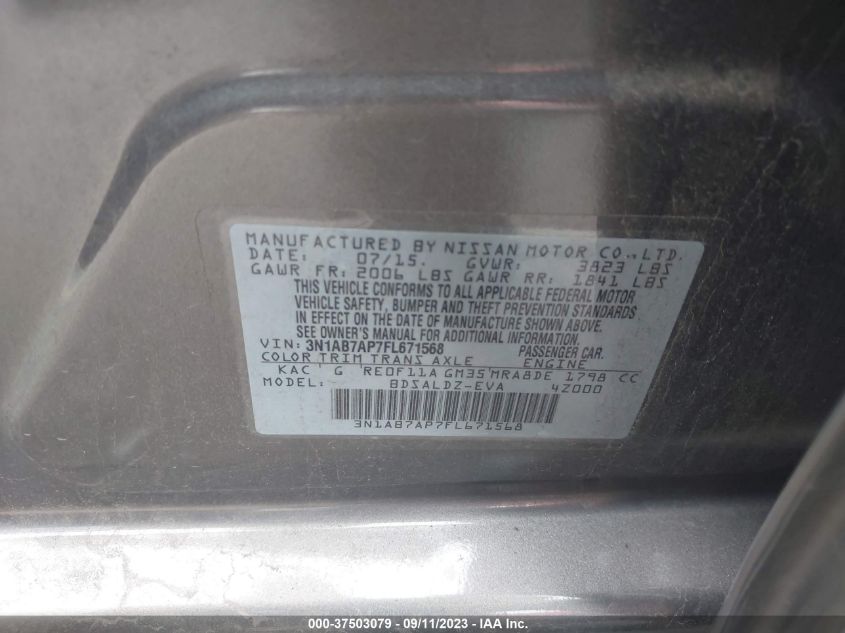 MANUFACTURED BY NISSAN MOTOR CO., LTD.
DATE: 07/15. GVWR: 3823 LBS
GAWR FR: 2006 LBS GAWR RR: 1841 LBS
THIS VEHICLE CONFORMS TO ALL APPLICABLE FEDERAL MOTOR
VEHICLE SAFETY, BUMPER AND THEFT PREVENTION STANDARDS
IN EFFECT ON THE DATE OF MANUFACTURE SHOWN ABOVE.
SEE OWNER'S MANUAL FOR ADDITIONAL INFORMATION.
VIN: 3N1AB7AP7FL671568 PASSENGER CAR.
COLOR TRIM TRANS AXLE ENGINE
KAC G RE0F11A GM35 MRA8DE 1798 CC
MODEL: BDSALDZ-EVA 4Z000
3N1AB7AP7FL671568
000-37503079 - 09/11/2023 - © IAA Holdings, LLC.